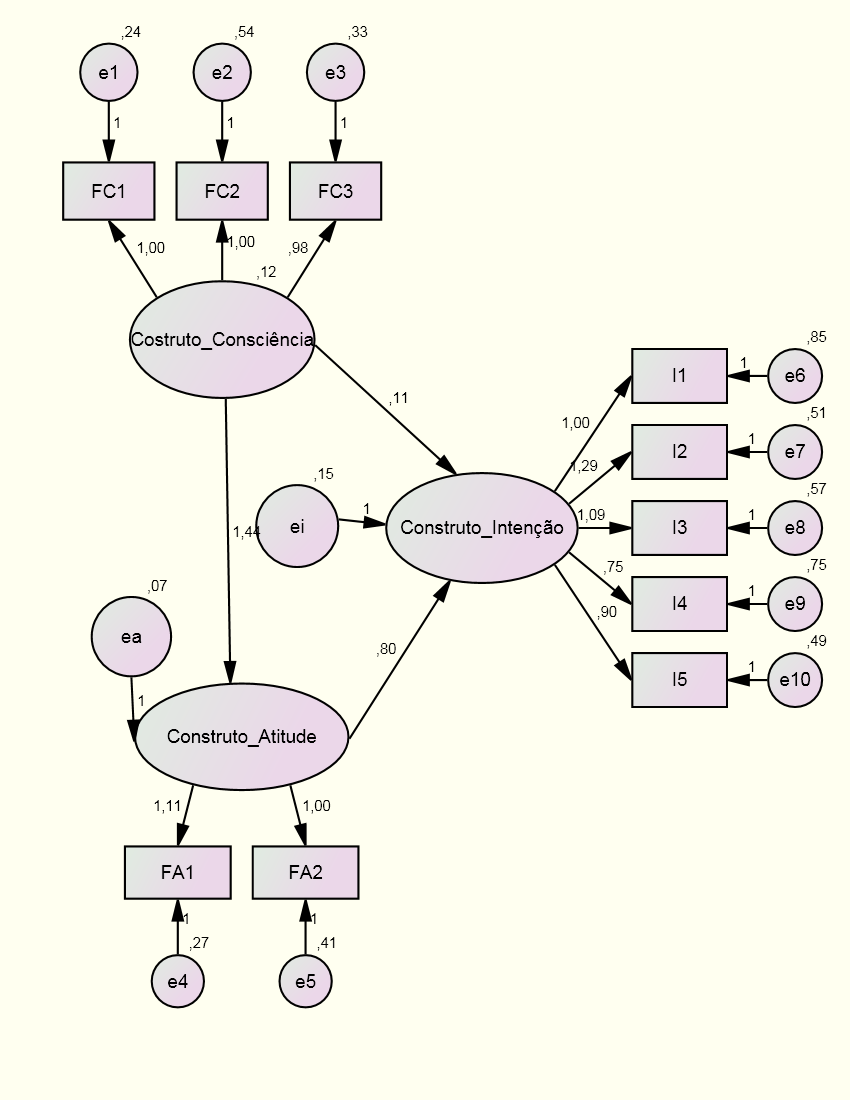 ,24
,54
,33
e1
e2
e3
1
1
1
FC1
FC2
FC3
1,00
1,00
,98
,12
Costruto_Consciência
,11
,85
I1
1
e6
1,00
,51
I2
1
e7
1,29
,57
I3
1
e8
1,09
,75
I4
1
e9
,75
,49
I5
1
e10
,90
,15
ei
1
Construto_Intenção
1,44
,07
ea
1
,80
Construto_Atitude
1,11
1,00
FA1
FA2
1
1
,27
,41
e4
e5